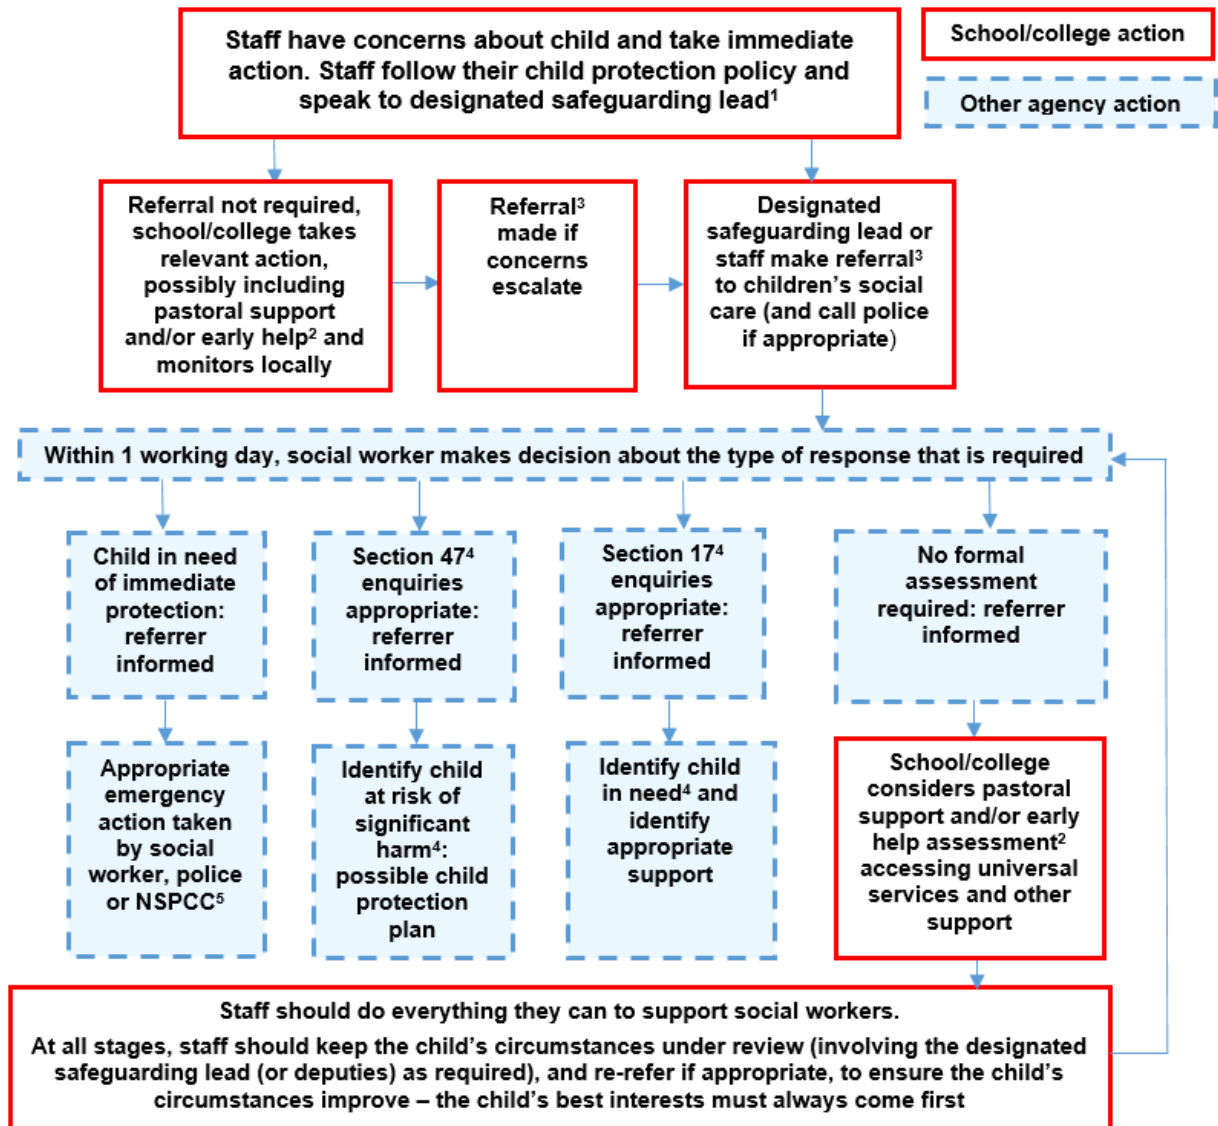 Staff have concerns about child and take immediate
action. Staff follow their child protection policy and
speak to designated safeguarding lead¹
School/college action
Other agency action
Referral not required,
school/college takes
relevant action,
possibly including
pastoral support
and/or early help² and
monitors locally
Referral³
made if
concerns
escalate
Designated
safeguarding lead or
staff make referral³
to children’s social
care (and call police
if appropriate)
Within 1 working day, social worker makes decision about the type of response that is required
Child in need
of immediate
protection:
referrer
informed
Section 47⁴
enquiries
appropriate:
referrer
informed
Section 17⁴
enquiries
appropriate:
referrer
informed
No formal
assessment
required: referrer
informed
Appropriate
emergency
action taken
by social
worker, police
or NSPCC⁵
Identify child
at risk of
significant
harm⁴:
possible child
protection
plan
Identify child
in need⁴ and
identify
appropriate
support
School/college
considers pastoral
support and/or early
help assessment²
accessing universal
services and other
support
Staff should do everything they can to support social workers.
At all stages, staff should keep the child’s circumstances under review (involving the designated
safeguarding lead (or deputies) as required), and re-refer if appropriate, to ensure the child’s
circumstances improve – the child’s best interests must always come first